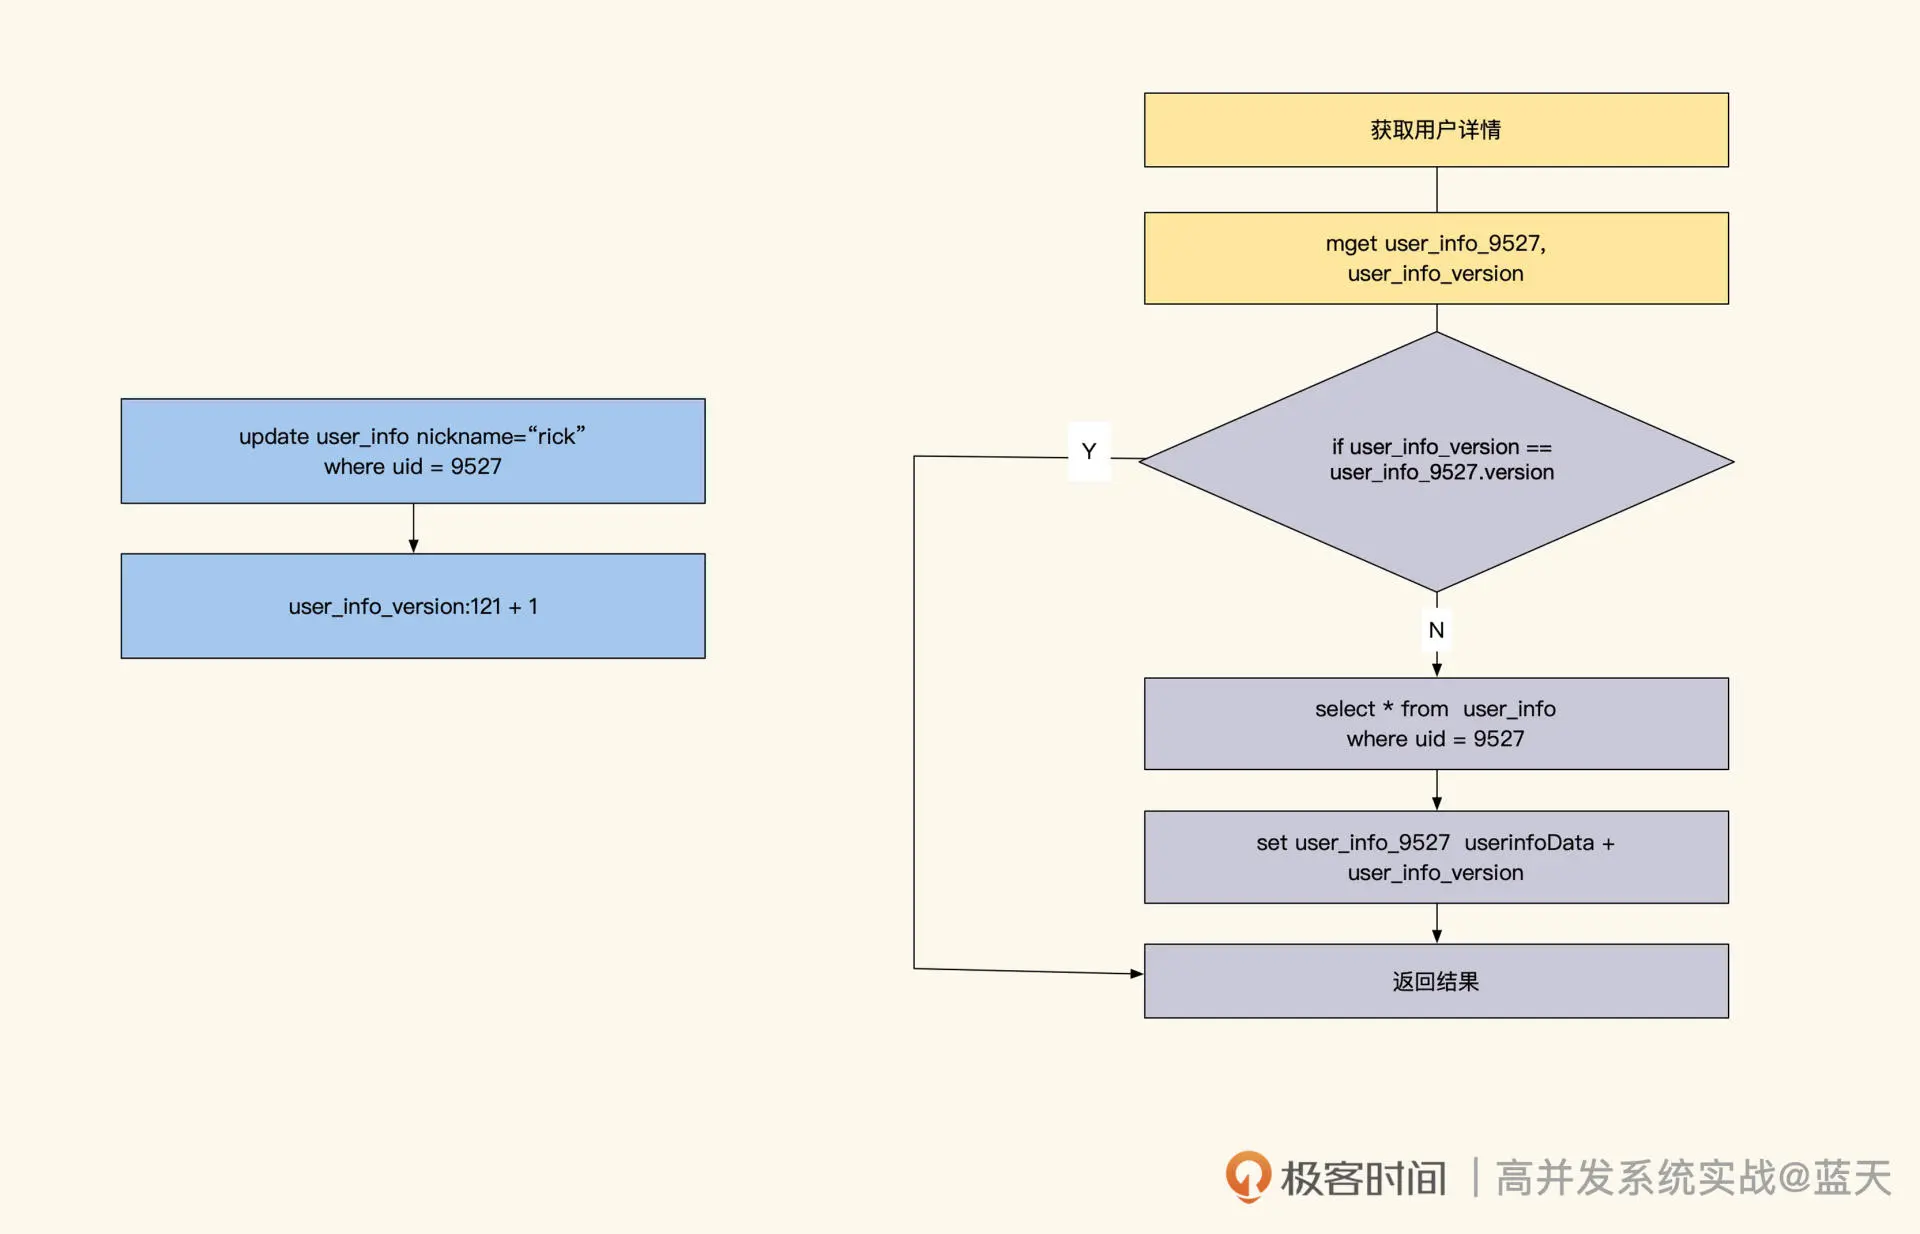 获取用户详情
mget user_info_9527,
user_info_version
update user_info nickname=“rick”
where uid = 9527
user_info_version:121 + 1
Y
if user_info_version ==
user_info_9527.version
N
select * from  user_info
where uid = 9527
set user_info_9527  userinfoData +
user_info_version
返回结果
极客时间 | 高并发系统实战@蓝天